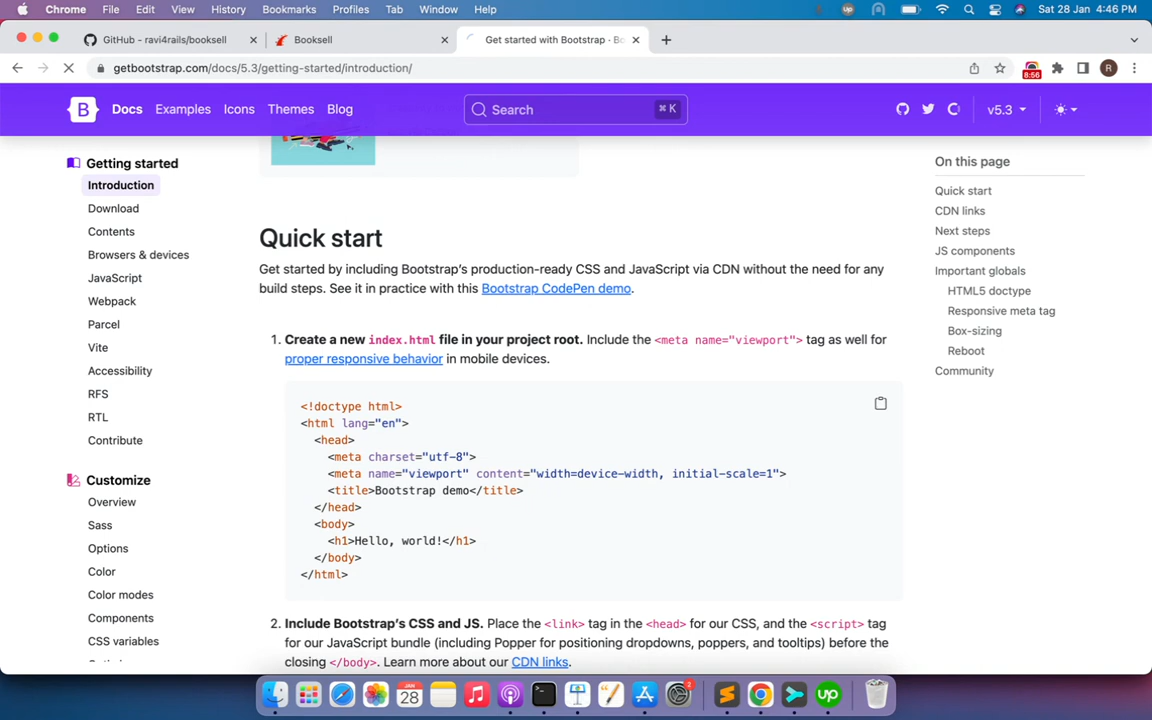 Chrome File Edit View History Bookmarks Profiles Tab Window Help Sat 28 Jan 4:46 PM
GitHub - ravi4rails/booksell Booksell Get started with Bootstrap - Bo
getbootstrap.com/docs/5.3/getting-started/introduction/ 8:56 R
B Docs Examples Icons Themes Blog Search ⌘ K v5.3
Getting started
Introduction
Download
Contents
Browsers & devices
JavaScript
Webpack
Parcel
Vite
Accessibility
RFS
RTL
Contribute
Customize
Overview
Sass
Options
Color
Color modes
Components
CSS variables
Quick start
Get started by including Bootstrap's production-ready CSS and JavaScript via CDN without the need for any
build steps. See it in practice with this Bootstrap CodePen demo.
1. Create a new index.html file in your project root. Include the <meta name="viewport"> tag as well for
proper responsive behavior in mobile devices.
<!doctype html>
<html lang="en">
<head>
<meta charset="utf-8">
<meta name="viewport" content="width=device-width, initial-scale=1">
<title>Bootstrap demo</title>
</head>
<body>
<h1>Hello, world!</h1>
</body>
</html>
2. Include Bootstrap's CSS and JS. Place the <link> tag in the <head> for our CSS, and the <script> tag
for our JavaScript bundle (including Popper for positioning dropdowns, poppers, and tooltips) before the
closing </body>. Learn more about our CDN links.
On this page
Quick start
CDN links
Next steps
JS components
Important globals
HTML5 doctype
Responsive meta tag
Box-sizing
Reboot
Community
JAN
28
2
up